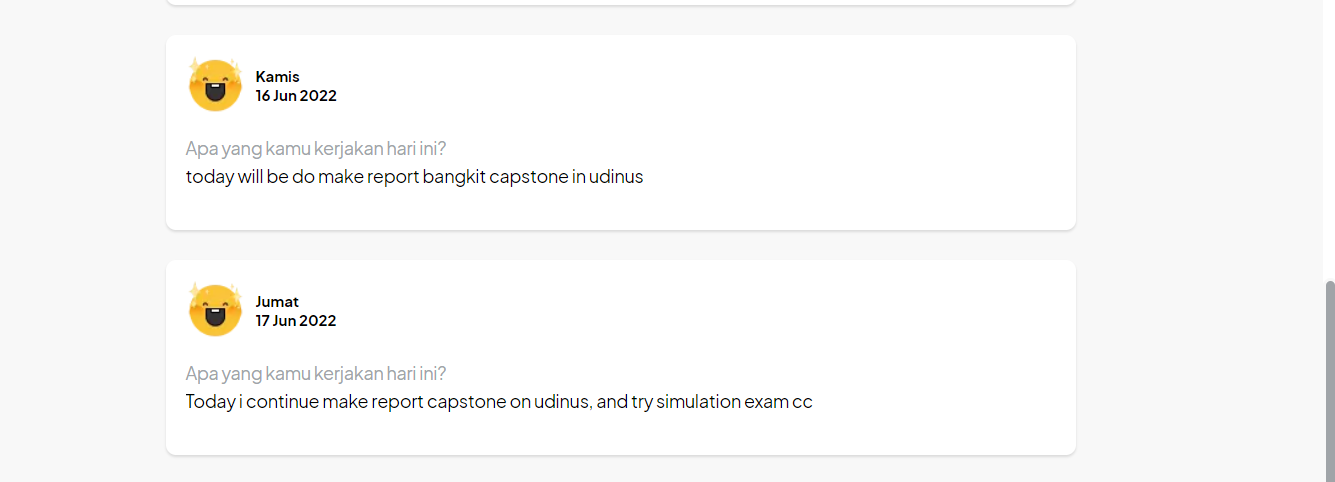 Kamis
16 Jun 2022
Apa yang kamu kerjakan hari ini?
today will be do make report bangkit capstone in udinus
Jumat
17 Jun 2022
Apa yang kamu kerjakan hari ini?
Today i continue make report capstone on udinus, and try simulation exam cc